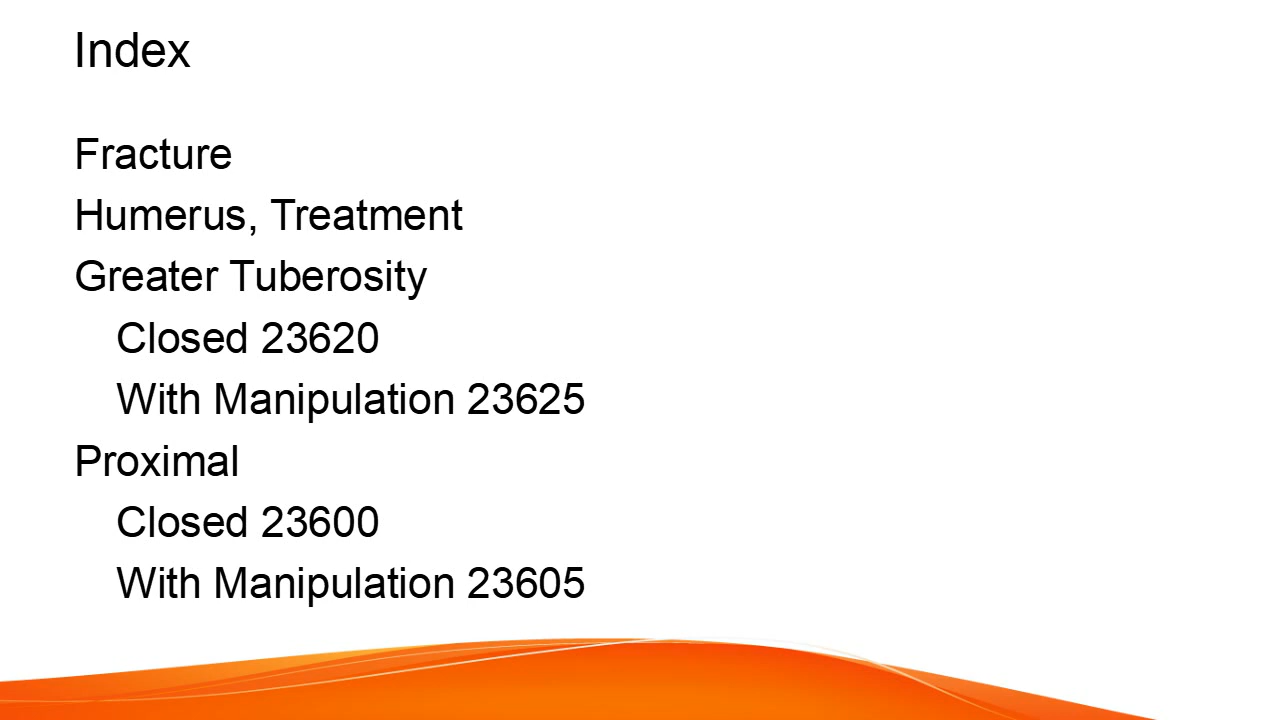 Index
Fracture
Humerus, Treatment
Greater Tuberosity
Closed 23620
With Manipulation 23625
Proximal
Closed 23600
With Manipulation 23605